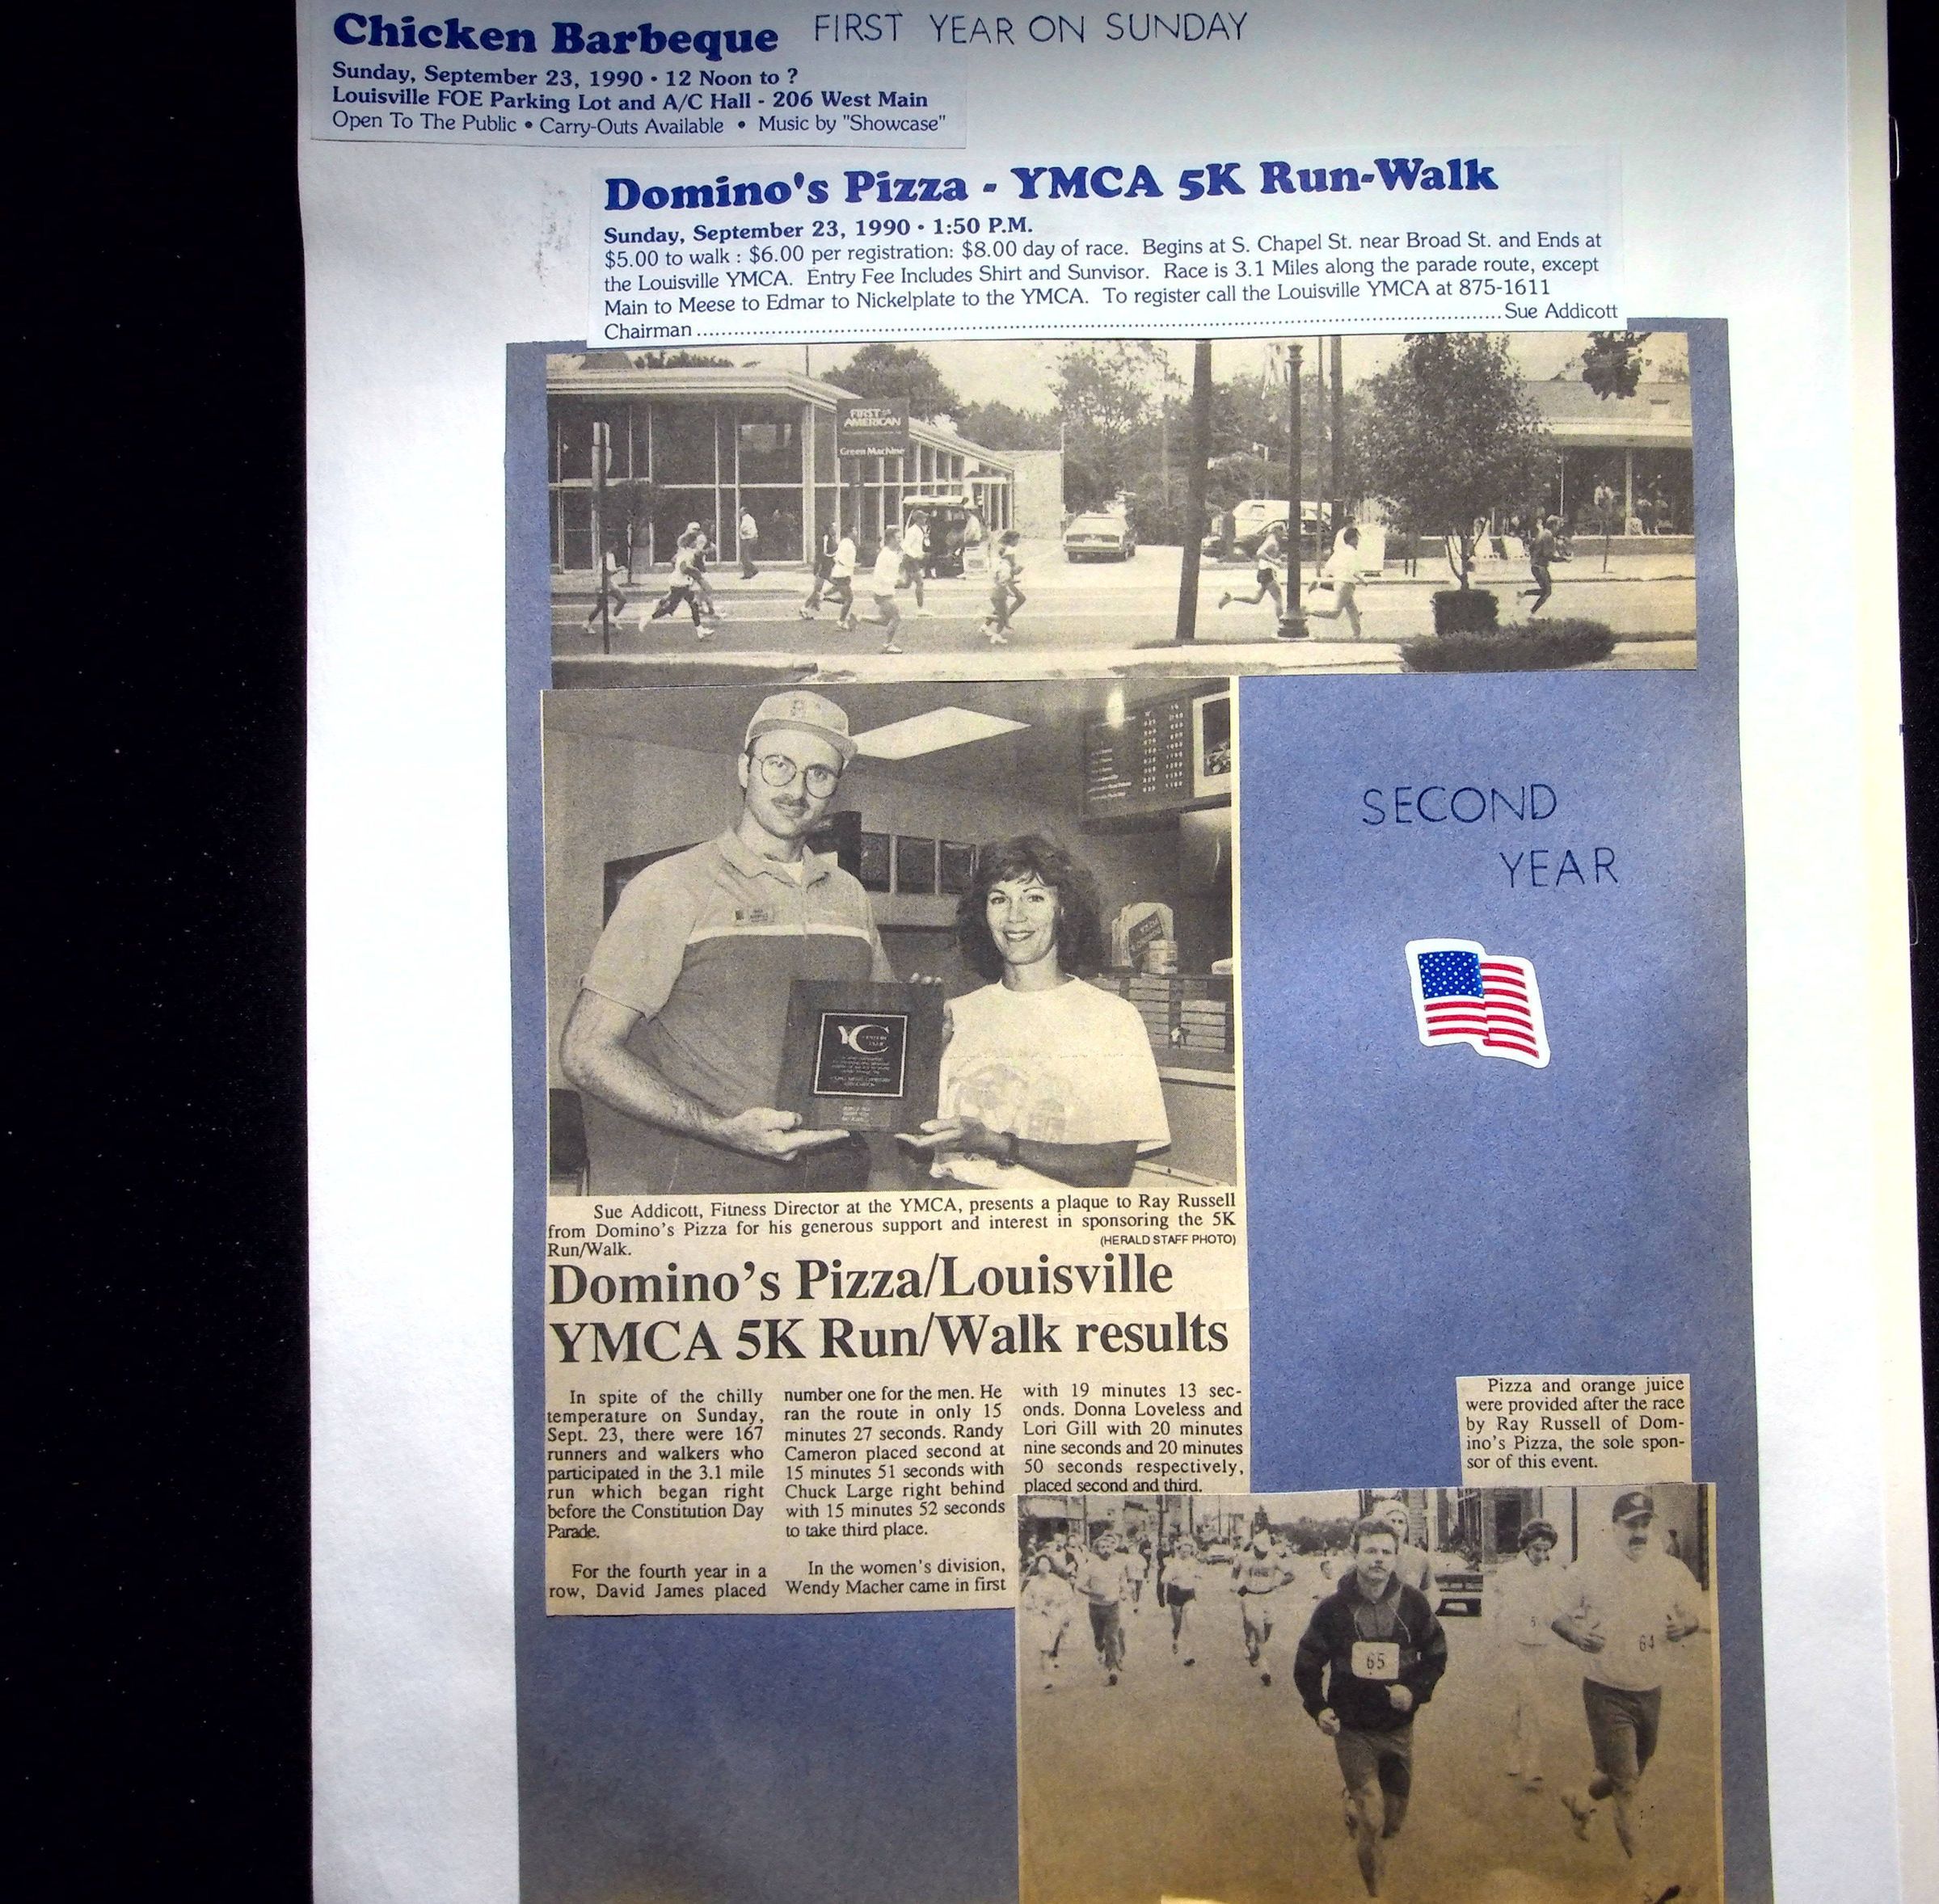 Chicken Barbeque FIRST YEAR ON SUNDAY
Sunday, September 23, 1990 • 12 Noon to ?
Louisville FOE Parking Lot and A/C Hall - 206 West Main
Open To The Public • Carry-Outs Available • Music by "Showcase"
Domino's Pizza - YMCA 5K Run-Walk
Sunday, September 23, 1990 • 1:50 P.M.
$5.00 to walk : $6.00 per registration: $8.00 day of race. Begins at S. Chapel St. near Broad St. and Ends at
the Louisville YMCA. Entry Fee Includes Shirt and Sunvisor. Race is 3.1 Miles along the parade route, except
Main to Meese to Edmar to Nickelplate to the YMCA. To register call the Louisville YMCA at 875-1611
Chairman ........................................................................ Sue Addicott
FIRST
AMERICAN
Green Machine
SECOND
YEAR
YC
Sue Addicott, Fitness Director at the YMCA, presents a plaque to Ray Russell
from Domino's Pizza for his generous support and interest in sponsoring the 5K
Run/Walk. (HERALD STAFF PHOTO)
Domino's Pizza/Louisville
YMCA 5K Run/Walk results
In spite of the chilly
temperature on Sunday,
Sept. 23, there were 167
runners and walkers who
participated in the 3.1 mile
run which began right
before the Constitution Day
Parade.
For the fourth year in a
row, David James placed
number one for the men. He
ran the route in only 15
minutes 27 seconds. Randy
Cameron placed second at
15 minutes 51 seconds with
Chuck Large right behind
with 15 minutes 52 seconds
to take third place.
In the women's division,
Wendy Macher came in first
with 19 minutes 13 sec-
onds. Donna Loveless and
Lori Gill with 20 minutes
nine seconds and 20 minutes
50 seconds respectively,
placed second and third.
Pizza and orange juice
were provided after the race
by Ray Russell of Dom-
ino's Pizza, the sole spon-
sor of this event.
65
64